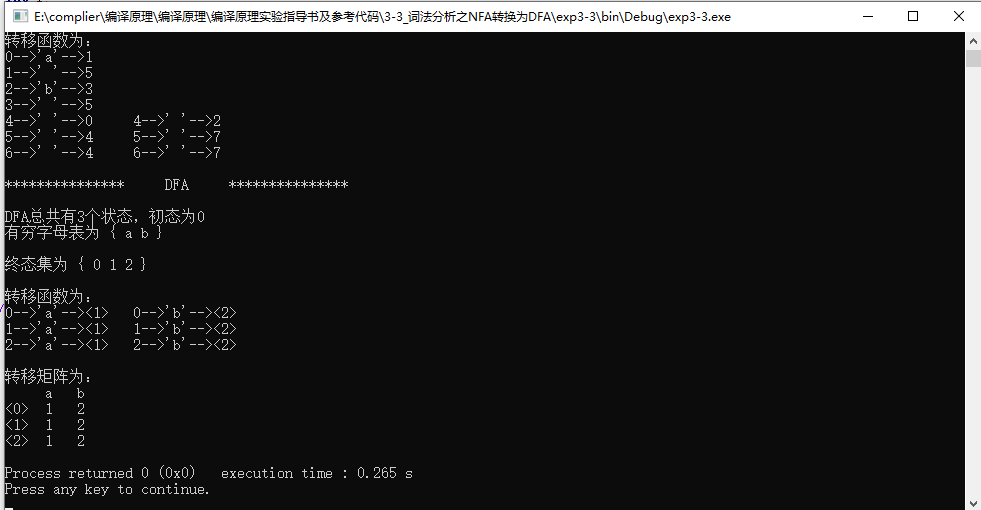 E:\complier\编译原理\编译原理\编译原理实验指导书及参考代码\3-3_词法分析之NFA转换为DFA\exp3-3\bin\Debug\exp3-3.exe
转移函数为：
0-->'a'-->1
1-->' '-->5
2-->'b'-->3
3-->' '-->5
4-->' '-->0 4-->' '-->2
5-->' '-->4 5-->' '-->7
6-->' '-->4 6-->' '-->7
*************** DFA ***************
DFA总共有3个状态，初态为0
有穷字母表为 { a b }
终态集为 { 0 1 2 }
转移函数为：
0-->'a'--><1> 0-->'b'--><2>
1-->'a'--><1> 1-->'b'--><2>
2-->'a'--><1> 2-->'b'--><2>
转移矩阵为：
a b
<0> 1 2
<1> 1 2
<2> 1 2
Process returned 0 (0x0) execution time : 0.265 s
Press any key to continue.